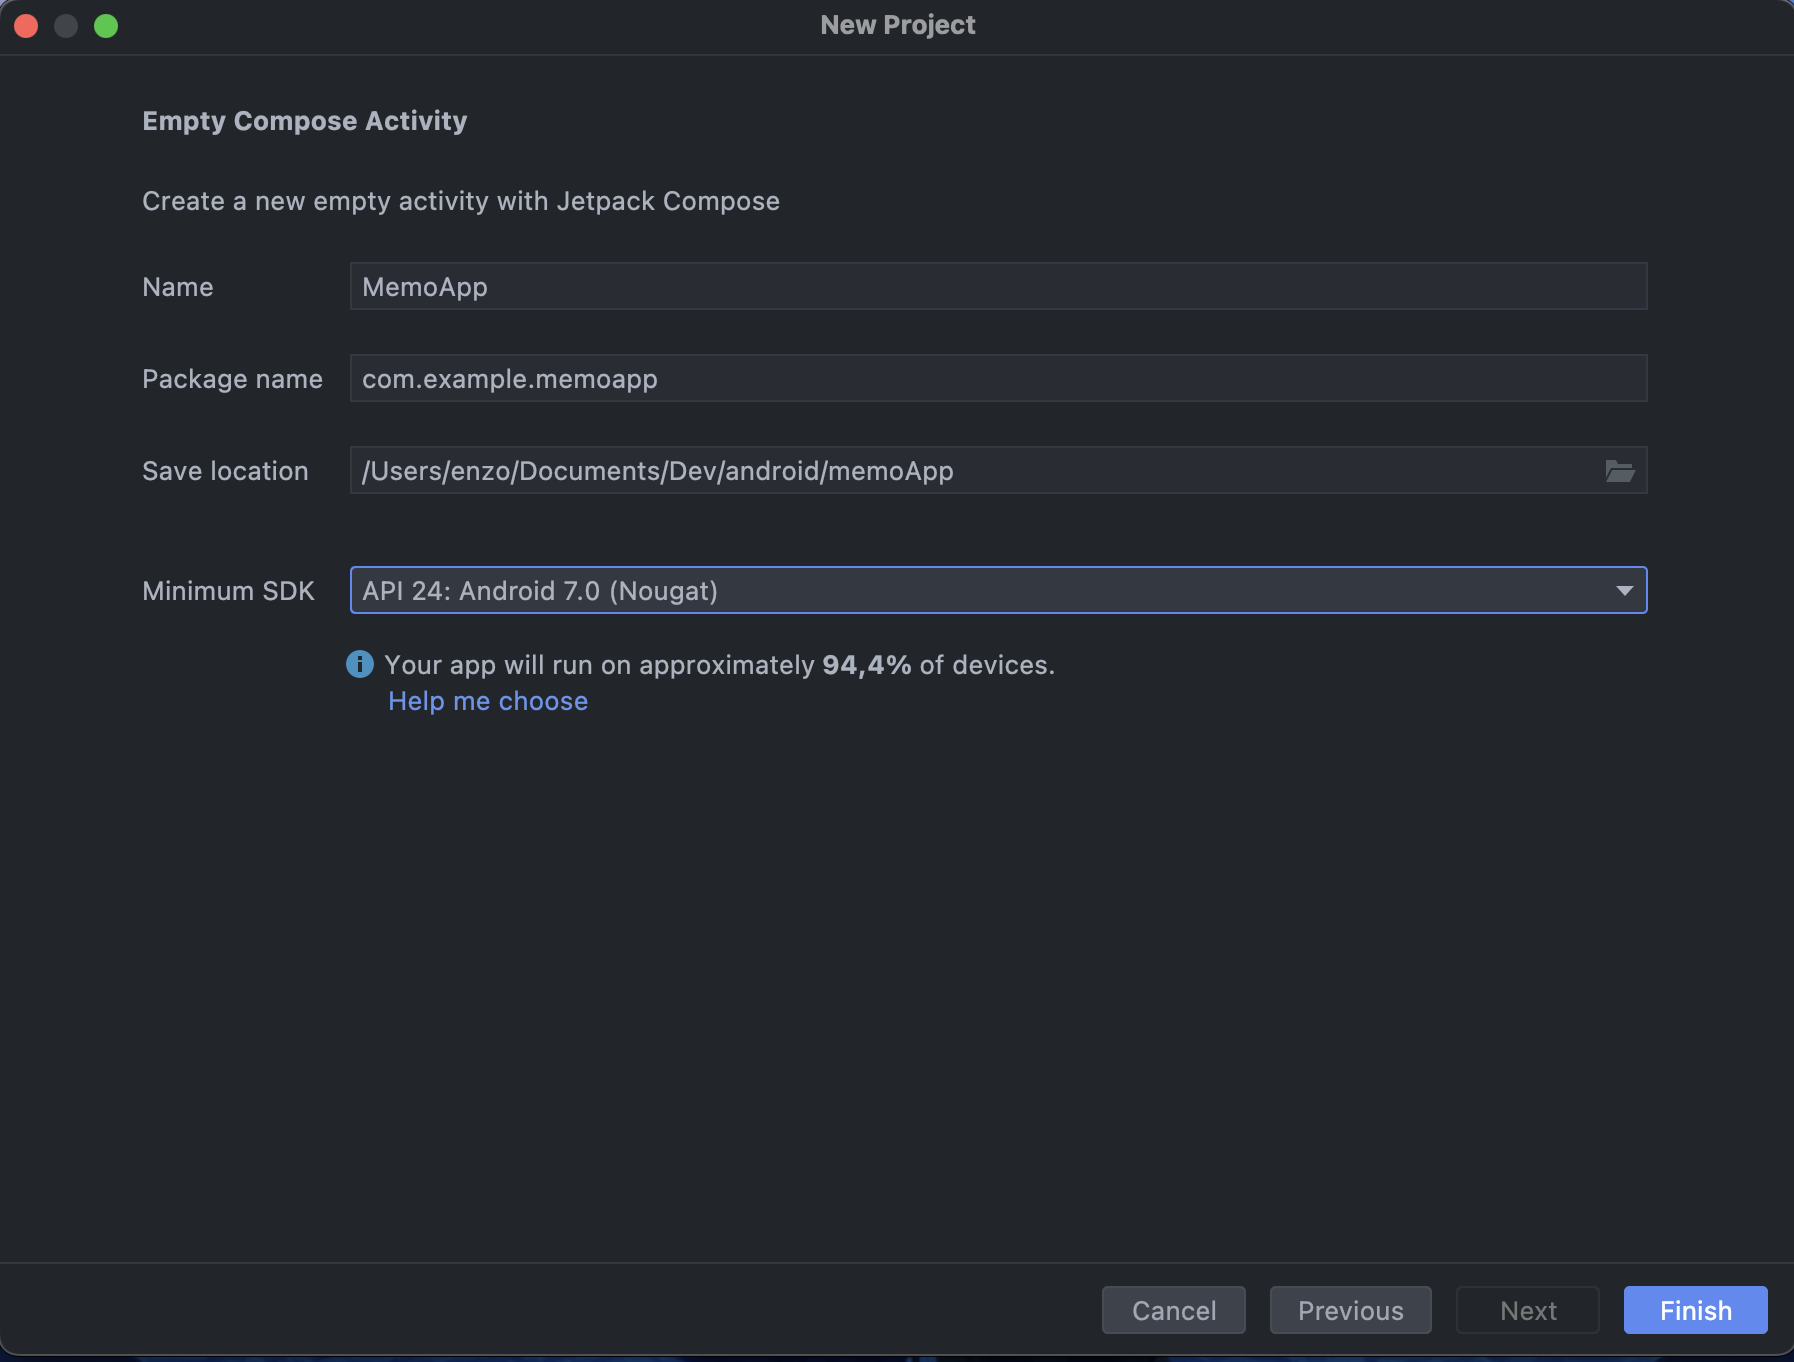 New Project
Empty Compose Activity
Create a new empty activity with Jetpack Compose
Name MemoApp
Package name com.example.memoapp
Save location /Users/enzo/Documents/Dev/android/memoApp
Minimum SDK API 24: Android 7.0 (Nougat)
Your app will run on approximately 94,4% of devices.
Help me choose
Cancel Previous Next Finish